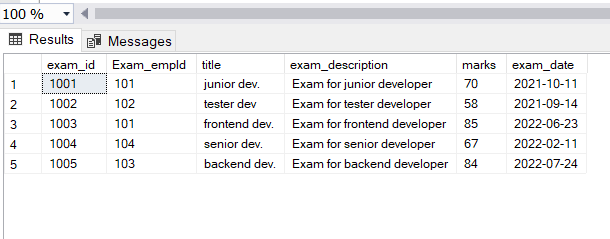 100 %
Results Messages
exam_id Exam_empId title exam_description marks exam_date
1 1001 101 junior dev. Exam for junior developer 70 2021-10-11
2 1002 102 tester dev Exam for tester developer 58 2021-09-14
3 1003 101 frontend dev. Exam for frontend developer 85 2022-06-23
4 1004 104 senior dev. Exam for senior developer 67 2022-02-11
5 1005 103 backend dev. Exam for backend developer 84 2022-07-24